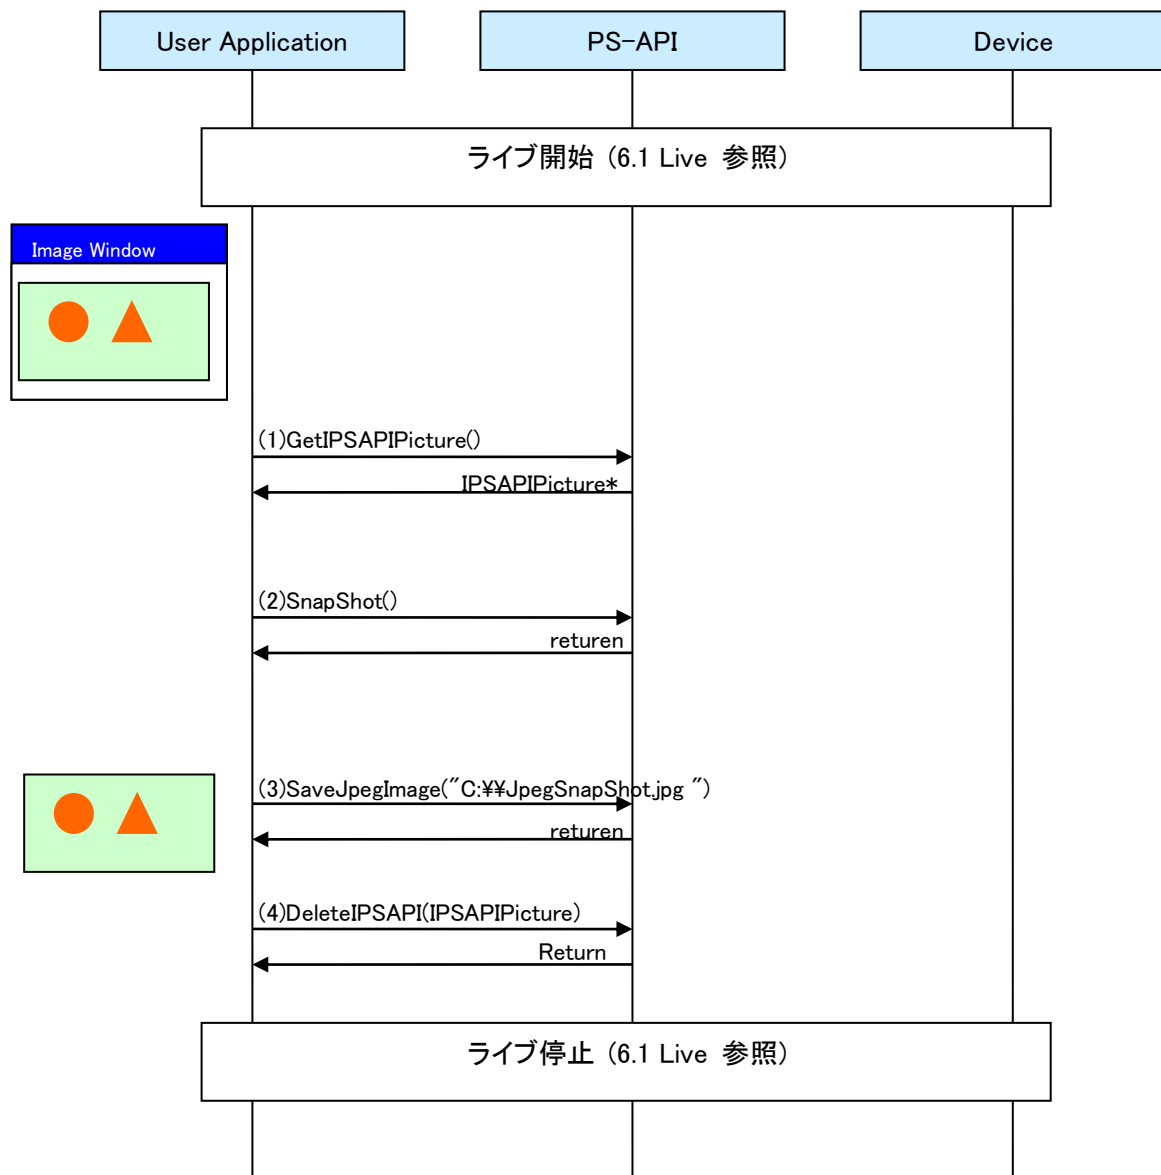 User Application
PS-API
Device
ライブ開始 (6.1 Live 参照)
Image Window
(1)GetIPSAPIPicture()
IPSAPIPicture*
(2)SnapShot()
returen
(3)SaveJpegImage("C:¥¥JpegSnapShot.jpg ")
returen
(4)DeleteIPSAPI(IPSAPIPicture)
Return
ライブ停止 (6.1 Live 参照)